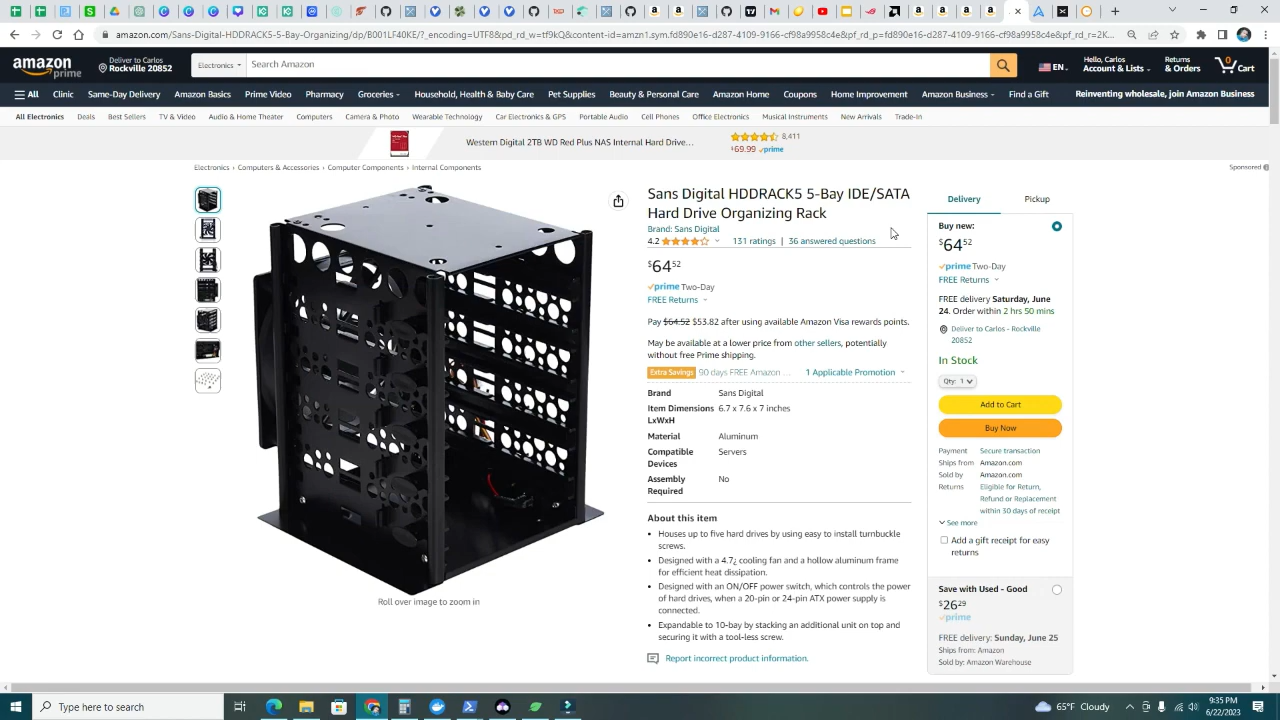 amazon.com/Sans-Digital-HDDRACK5-5-Bay-IDE/SATA-Organizing/dp/B001LF40KE/?_encoding=UTF8&pd_rd_w=tf9kQ&content-id=amzn1.sym.fd890e16-d287-4109-9176-cf98a8958c4e&pf_rd_p=fd890e16-d287-4109-9176-cf98a8958c4e&pf_rd_r=2K...
amazon prime
Deliver to Carlos
Rockville 20852
Electronics
Search Amazon
EN
Hello, Carlos
Account & Lists
Returns
& Orders
0
Cart
All
Clinic
Same-Day Delivery
Amazon Basics
Prime Video
Pharmacy
Groceries
Household, Health & Baby Care
Pet Supplies
Beauty & Personal Care
Amazon Home
Coupons
Home Improvement
Amazon Business
Find a Gift
Reinventing wholesale, join Amazon Business
All Electronics
Deals
Best Sellers
TV & Video
Audio & Home Theater
Computers
Camera & Photo
Wearable Technology
Car Electronics & GPS
Portable Audio
Cell Phones
Office Electronics
Musical Instruments
New Arrivals
Trade-In
Western Digital 2TB WD Red Plus NAS Internal Hard Drive...
8,411
$69.99 prime
Electronics › Computers & Accessories › Computer Components › Internal Components
Sponsored
Roll over image to zoom in
Sans Digital HDDRACK5 5-Bay IDE/SATA
Hard Drive Organizing Rack
Brand: Sans Digital
4.2
131 ratings | 36 answered questions
$64 52
prime Two-Day
FREE Returns
Pay $64.52 $53.82 after using available Amazon Visa rewards points.
May be available at a lower price from other sellers, potentially
without free Prime shipping.
Extra Savings 90 days FREE Amazon ... 1 Applicable Promotion
Brand Sans Digital
Item Dimensions 6.7 x 7.6 x 7 inches
LxWxH
Material Aluminum
Compatible Servers
Devices
Assembly No
Required
About this item
• Houses up to five hard drives by using easy to install turnbuckle
screws.
• Designed with a 4.7¿ cooling fan and a hollow aluminum frame
for efficient heat dissipation.
• Designed with an ON/OFF power switch, which controls the power
of hard drives, when a 20-pin or 24-pin ATX power supply is
connected.
• Expandable to 10-bay by stacking an additional unit on top and
securing it with a tool-less screw.
Report incorrect product information.
Delivery
Pickup
Buy new:
$64 52
prime Two-Day
FREE Returns
FREE delivery Saturday, June
24. Order within 2 hrs 50 mins
Deliver to Carlos - Rockville
20852
In Stock
Qty: 1
Add to Cart
Buy Now
Payment Secure transaction
Ships from Amazon.com
Sold by Amazon.com
Returns Eligible for Return,
Refund or Replacement
within 30 days of receipt
See more
Add a gift receipt for easy
returns
Save with Used - Good
$26 29
prime
FREE delivery: Sunday, June 25
Ships from: Amazon
Sold by: Amazon Warehouse
Type here to search
65°F Cloudy
9:35 PM
6/22/2023